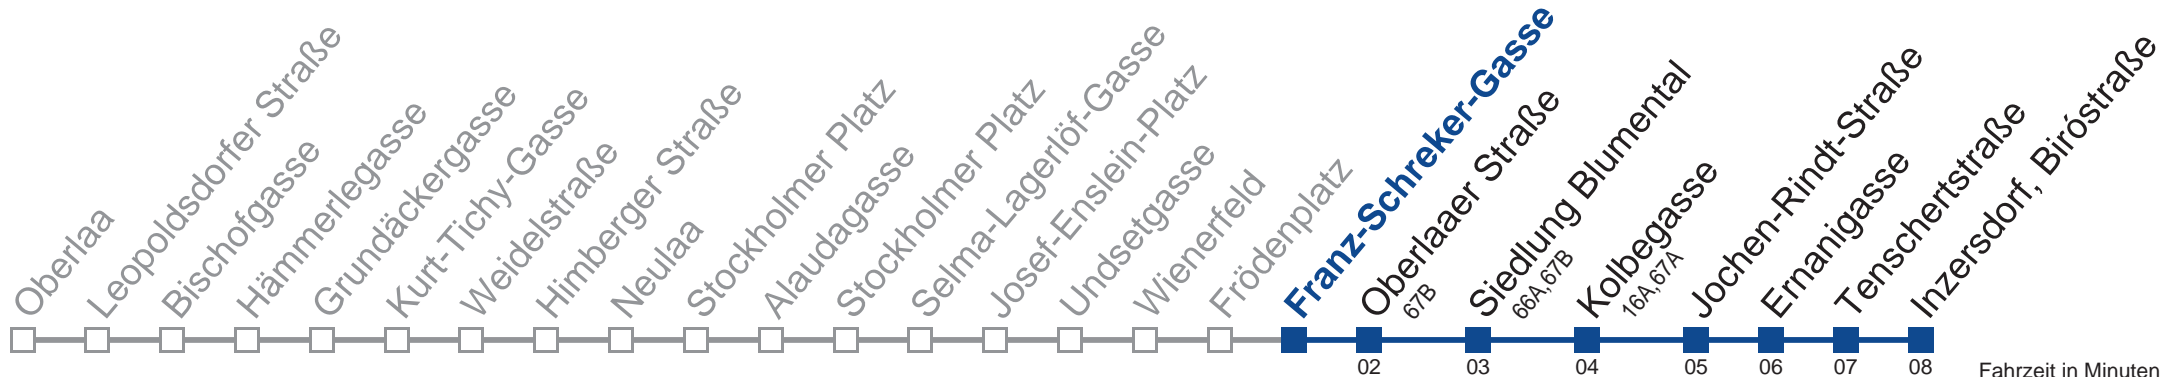 Oberlaa
Leopoldsdorfer Straße
Bischofgasse
Hämmerlegasse
Grundäckergasse
Kurt-Tichy-Gasse
Weidelstraße
Himberger Straße
Neulaa
Stockholmer Platz
Alaudagasse
Stockholmer Platz
Selma-Lagerlöf-Gasse
Josef-Enslein-Platz
Undsetgasse
Wienerfeld
Frödenplatz
Franz-Schreker-Gasse
Oberlaaer Straße
67B
Siedlung Blumental
66A,67B
Kolbegasse
16A,67A
Jochen-Rindt-Straße
Ernanigasse
Tenschertstraße
Inzersdorf, Biróstraße
02 03 04 05 06 07 08 Fahrzeit in Minuten